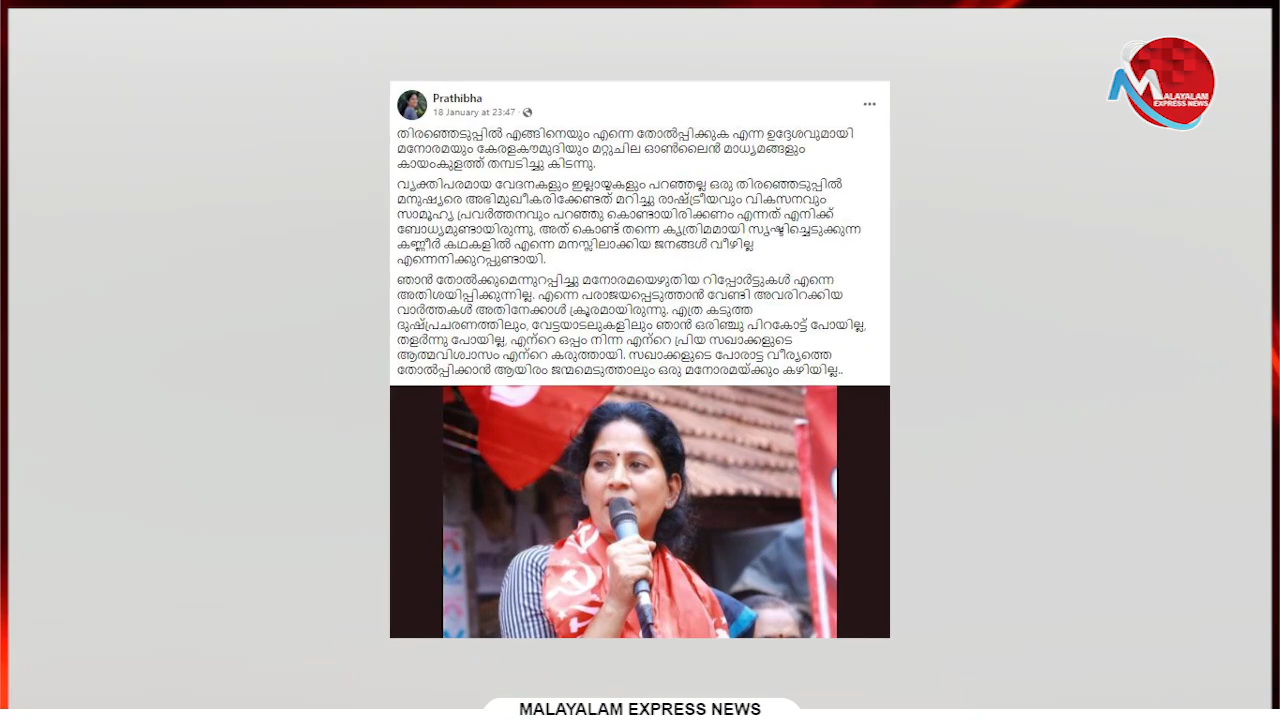 MALAYALAM
EXPRESS NEWS
Prathibha
18 January at 23:47 ·
തിരഞ്ഞെടുപ്പിൽ എങ്ങിനെയും എന്നെ തോൽപ്പിക്കുക എന്ന ഉദ്ദേശവുമായി
മനോരമയും കേരളകൗമുദിയും മറ്റുചില ഓൺലൈൻ മാധ്യമങ്ങളും
കായംകുളത്ത് തമ്പടിച്ചു കിടന്നു.
വ്യക്തിപരമായ വേദനകളും ഇല്ലായ്മകളും പറഞ്ഞല്ല ഒരു തിരഞ്ഞെടുപ്പിൽ
മനുഷ്യരെ അഭിമുഖീകരിക്കേണ്ടത് മറിച്ചു രാഷ്ട്രീയവും വികസനവും
സാമൂഹ്യ പ്രവർത്തനവും പറഞ്ഞു കൊണ്ടായിരിക്കണം എന്നത് എനിക്ക്
ബോധ്യമുണ്ടായിരുന്നു, അത് കൊണ്ട് തന്നെ കൃത്രിമമായി സൃഷ്ടിച്ചെടുക്കുന്ന
കണ്ണീർ കഥകളിൽ എന്നെ മനസ്സിലാക്കിയ ജനങ്ങൾ വീഴില്ല
എന്നെനിക്കുറപ്പുണ്ടായി.
ഞാൻ തോൽക്കുമെന്നുറപ്പിച്ചു മനോരമയെഴുതിയ റിപ്പോർട്ടുകൾ എന്നെ
അതിശയിപ്പിക്കുന്നില്ല. എന്നെ പരാജയപ്പെടുത്താൻ വേണ്ടി അവരിറക്കിയ
വാർത്തകൾ അതിനേക്കാൾ ക്രൂരമായിരുന്നു. എത്ര കടുത്ത
ദുഷ്പ്രചരണത്തിലും, വേട്ടയാടലുകളിലും ഞാൻ ഒരിഞ്ചു പിറകോട്ട് പോയില്ല,
തളർന്നു പോയില്ല, എന്റെ ഒപ്പം നിന്ന എന്റെ പ്രിയ സഖാക്കളുടെ
ആത്മവിശ്വാസം എന്റെ കരുത്തായി. സഖാക്കളുടെ പോരാട്ട വീര്യത്തെ
തോൽപ്പിക്കാൻ ആയിരം ജന്മമെടുത്താലും ഒരു മനോരമയ്ക്കും കഴിയില്ല..
MALAYALAM EXPRESS NEWS